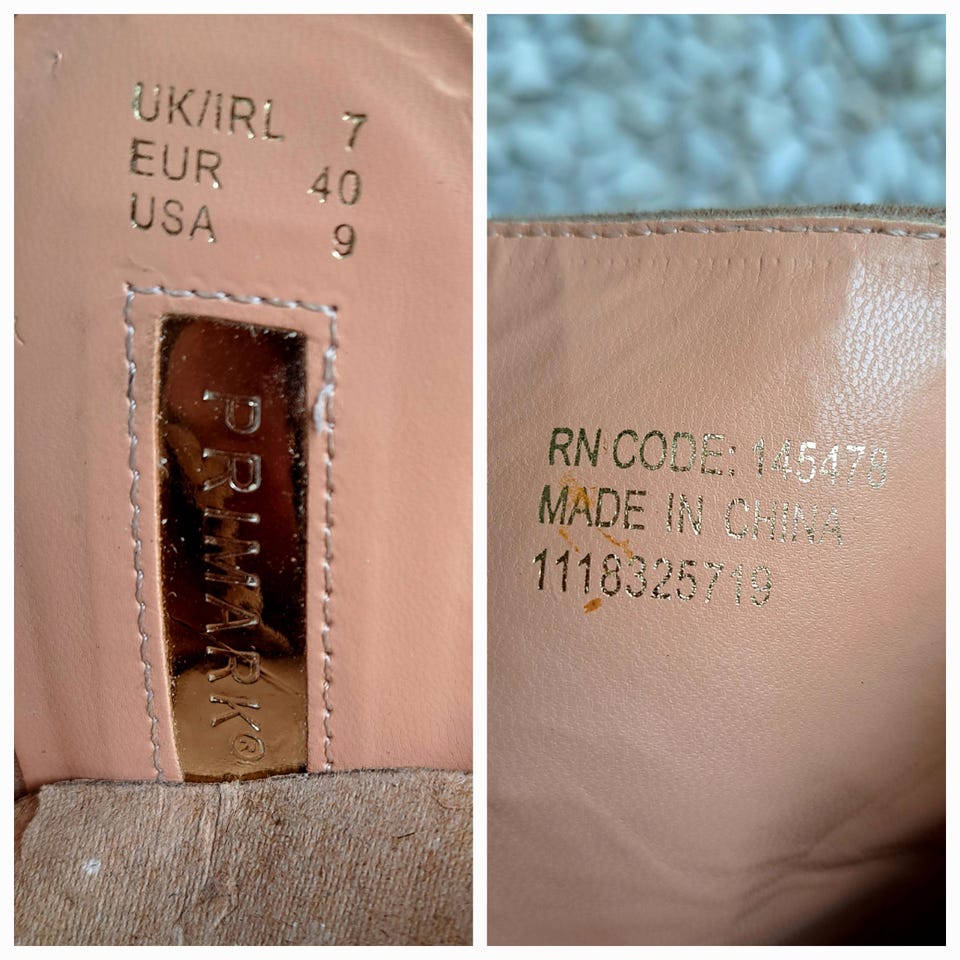 UK/IRL 7
EUR 40
USA 9
PRIMARK®
RN CODE: 145478
MADE IN CHINA
1118325719